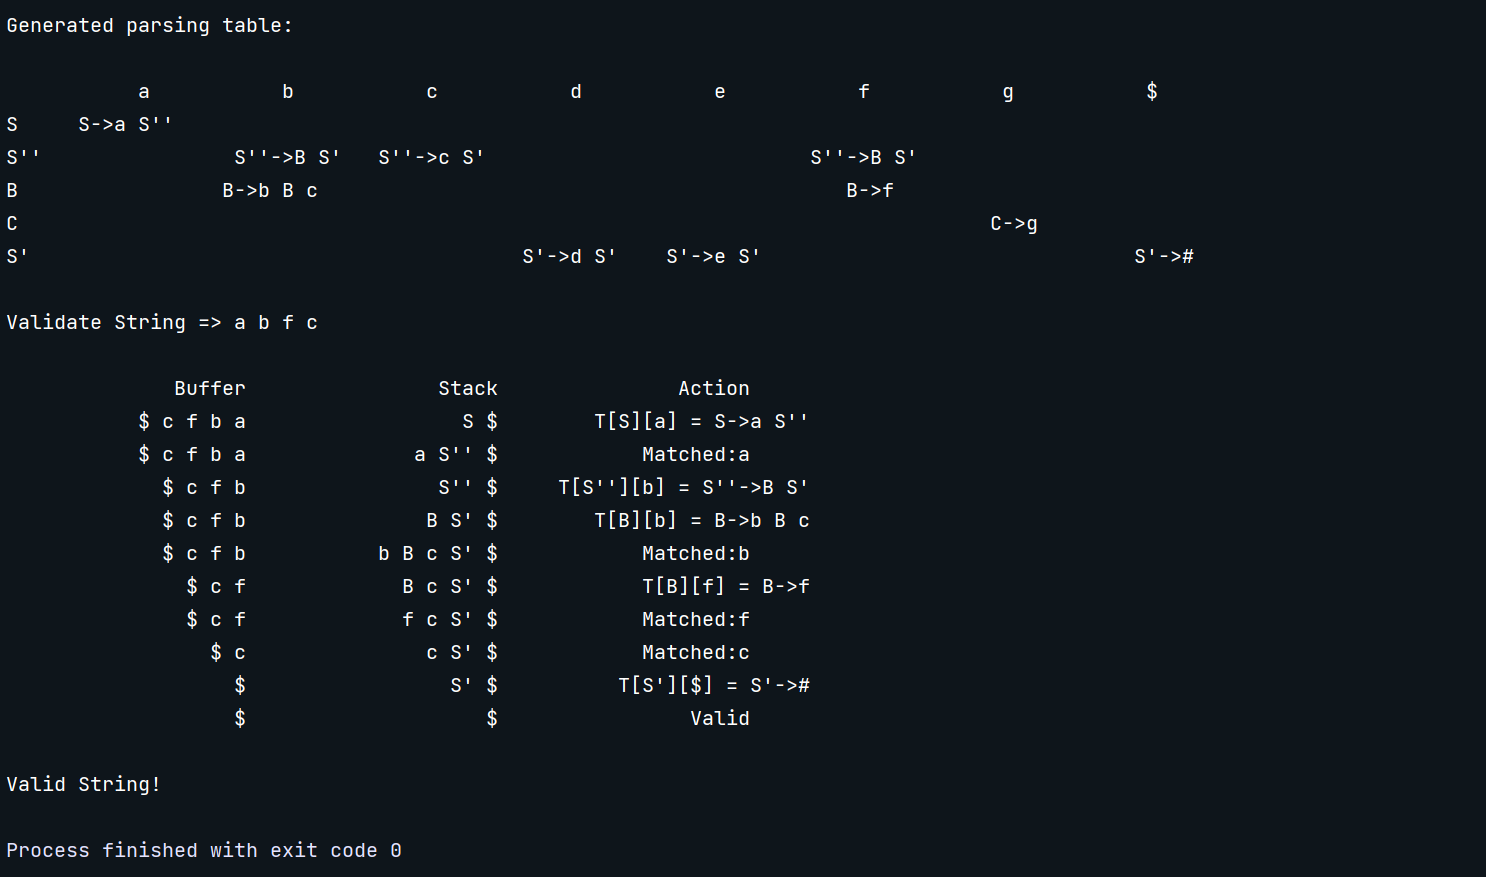 Generated parsing table:
a b c d e f g $
S S->a S''
S'' S''->B S' S''->c S' S''->B S'
B B->b B c B->f
C C->g
S' S'->d S' S'->e S' S'->#
Validate String => a b f c
Buffer Stack Action
$ c f b a S $ T[S][a] = S->a S''
$ c f b a a S'' $ Matched:a
$ c f b S'' $ T[S''][b] = S''->B S'
$ c f b B S' $ T[B][b] = B->b B c
$ c f b b B c S' $ Matched:b
$ c f B c S' $ T[B][f] = B->f
$ c f f c S' $ Matched:f
$ c c S' $ Matched:c
$ S' $ T[S'][$] = S'->#
$ $ Valid
Valid String!
Process finished with exit code 0